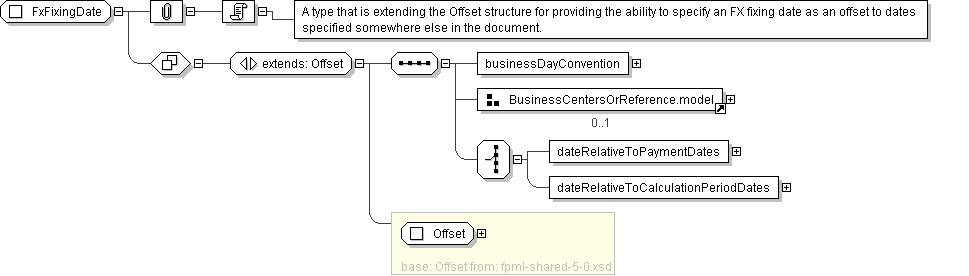 FxFixingDate
A type that is extending the Offset structure for providing the ability to specify an FX fixing date as an offset to dates
specified somewhere else in the document.
extends: Offset
businessDayConvention
BusinessCentersOrReference.model
0..1
dateRelativeToPaymentDates
dateRelativeToCalculationPeriodDates
Offset
base: Offset from: fpml-shared-5-0.xsd